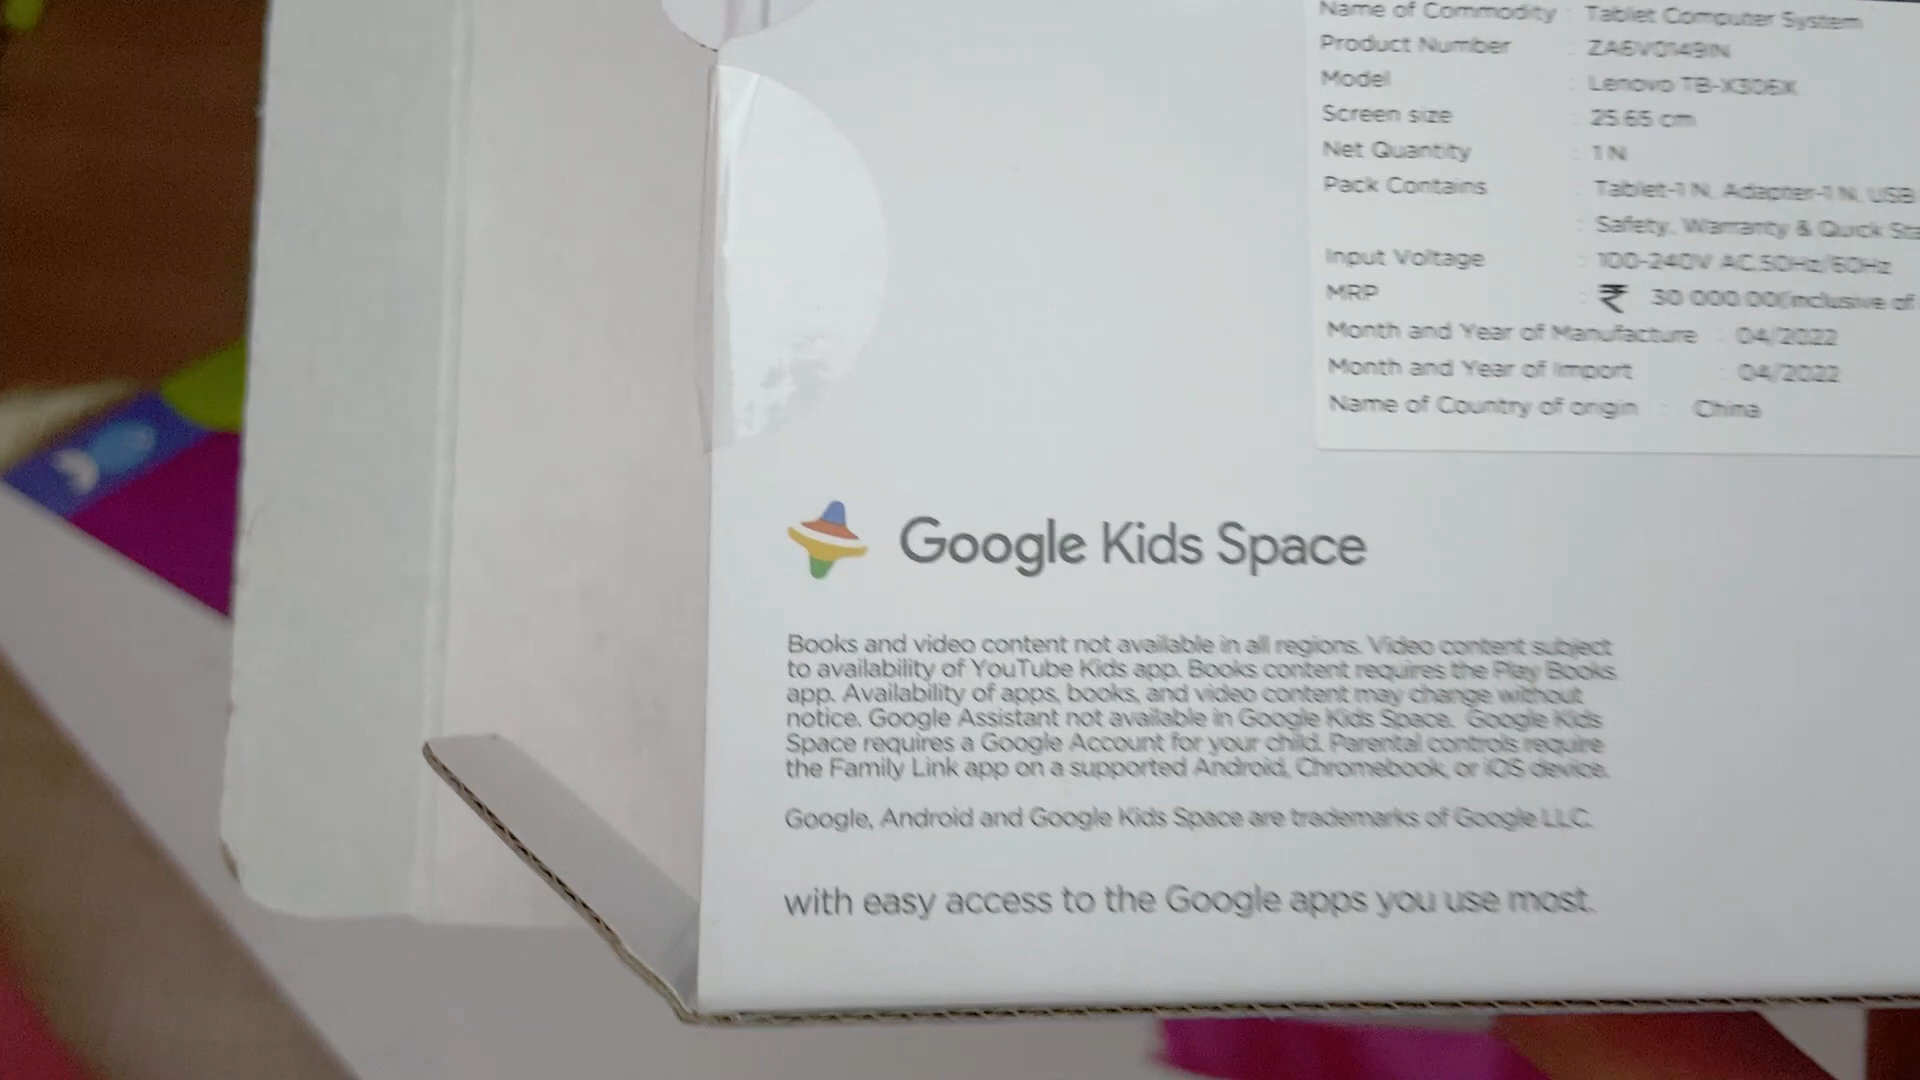 Name of Commodity : Tablet Computer System
Product Number : ZA6V0149IN
Model : Lenovo TB-X306X
Screen size : 25.65 cm
Net Quantity : 1 N
Pack Contains : Tablet-1 N, Adapter-1 N, USB
: Safety, Warranty & Quick
Input Voltage : 100-240V AC,50Hz/60Hz
MRP : ₹ 30 000.00(Inclusive of
Month and Year of Manufacture : 04/2022
Month and Year of Import : 04/2022
Name of Country of origin : China
Google Kids Space
Books and video content not available in all regions. Video content subject
to availability of YouTube Kids app. Books content requires the Play Books
app. Availability of apps, books, and video content may change without
notice. Google Assistant not available in Google Kids Space. Google Kids
Space requires a Google Account for your child. Parental controls require
the Family Link app on a supported Android, Chromebook, or iOS device.
Google, Android and Google Kids Space are trademarks of Google LLC.
with easy access to the Google apps you use most.